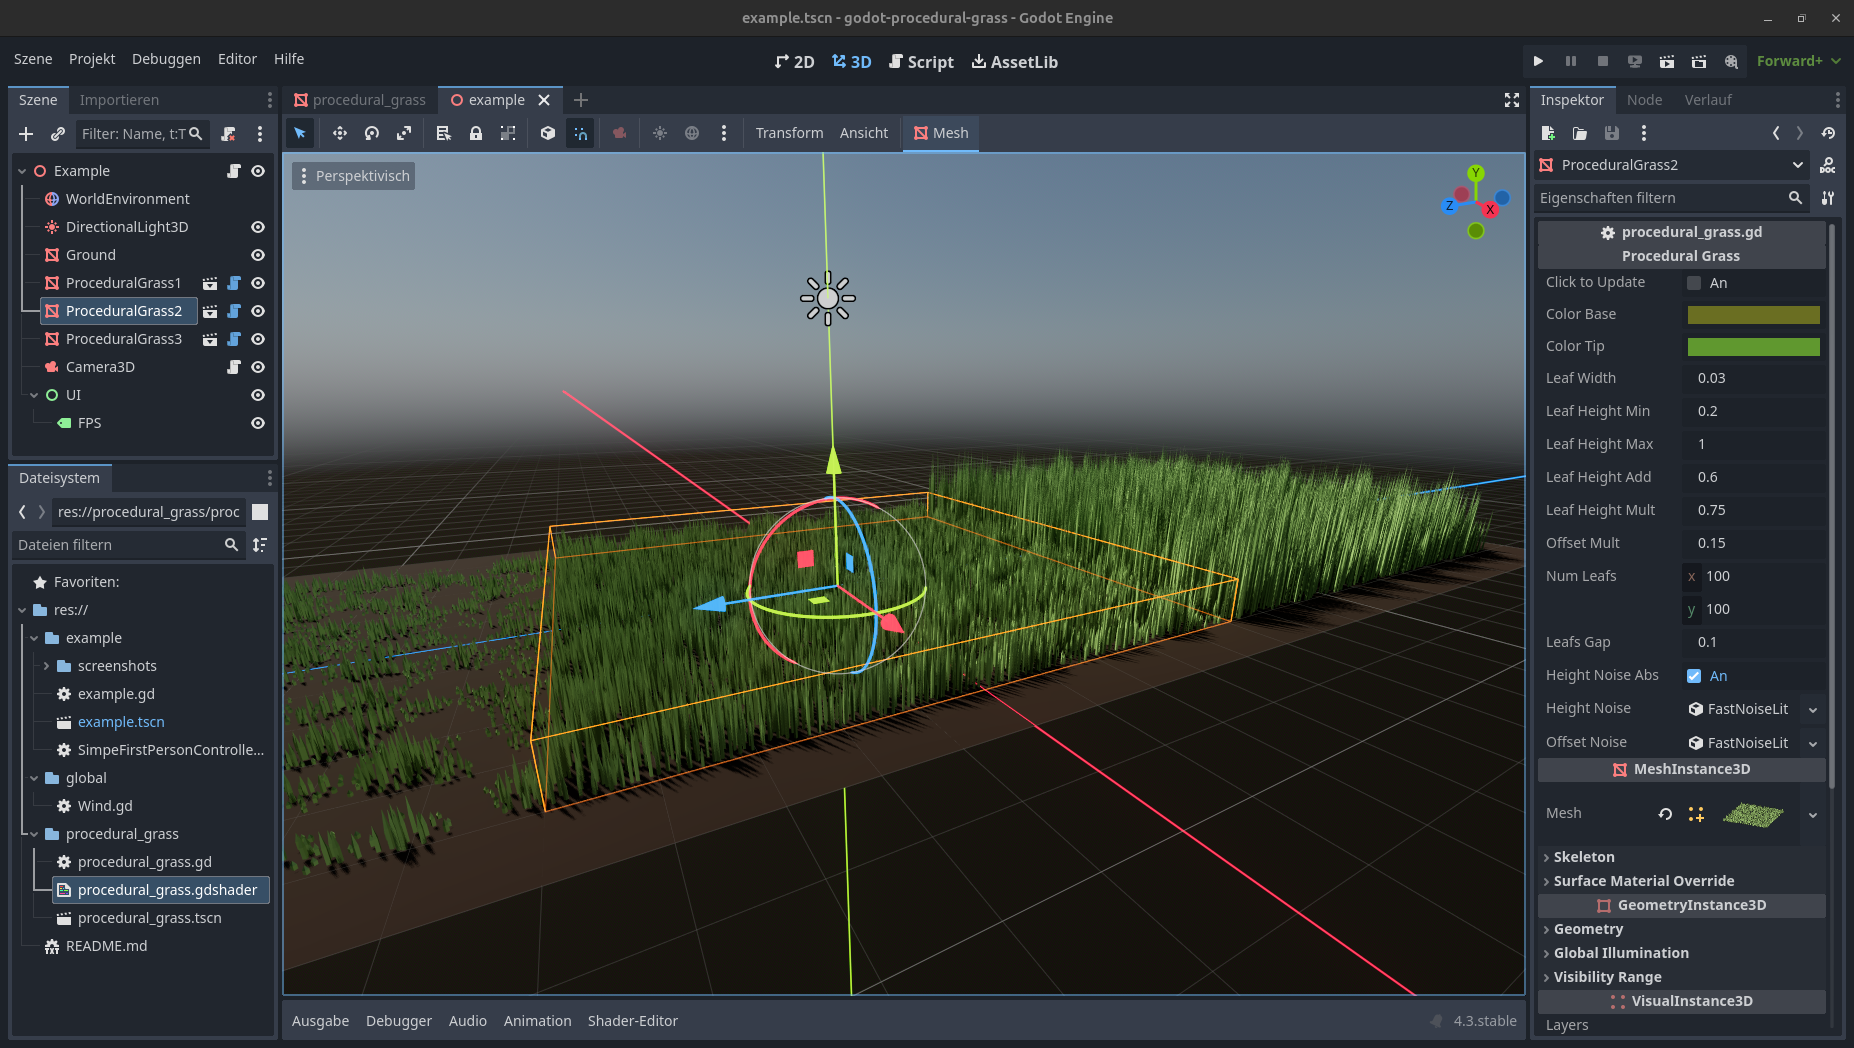 example.tscn - godot-procedural-grass - Godot Engine
Szene Projekt Debuggen Editor Hilfe
2D 3D Script AssetLib
Forward+
Szene Importieren
Filter: Name, t:T
Example
WorldEnvironment
DirectionalLight3D
Ground
ProceduralGrass1
ProceduralGrass2
ProceduralGrass3
Camera3D
UI
FPS
Dateisystem
res://procedural_grass/proc
Dateien filtern
Favoriten:
res://
example
screenshots
example.gd
example.tscn
SimpeFirstPersonControlle...
global
Wind.gd
procedural_grass
procedural_grass.gd
procedural_grass.gdshader
procedural_grass.tscn
README.md
procedural_grass example
Transform Ansicht Mesh
Perspektivisch
Y
Z X
Ausgabe Debugger Audio Animation Shader-Editor
4.3.stable
Inspektor Node Verlauf
ProceduralGrass2
Eigenschaften filtern
procedural_grass.gd
Procedural Grass
Click to Update An
Color Base
Color Tip
Leaf Width 0.03
Leaf Height Min 0.2
Leaf Height Max 1
Leaf Height Add 0.6
Leaf Height Mult 0.75
Offset Mult 0.15
Num Leafs x 100
y 100
Leafs Gap 0.1
Height Noise Abs An
Height Noise FastNoiseLit
Offset Noise FastNoiseLit
MeshInstance3D
Mesh
Skeleton
Surface Material Override
GeometryInstance3D
Geometry
Global Illumination
Visibility Range
VisualInstance3D
Layers